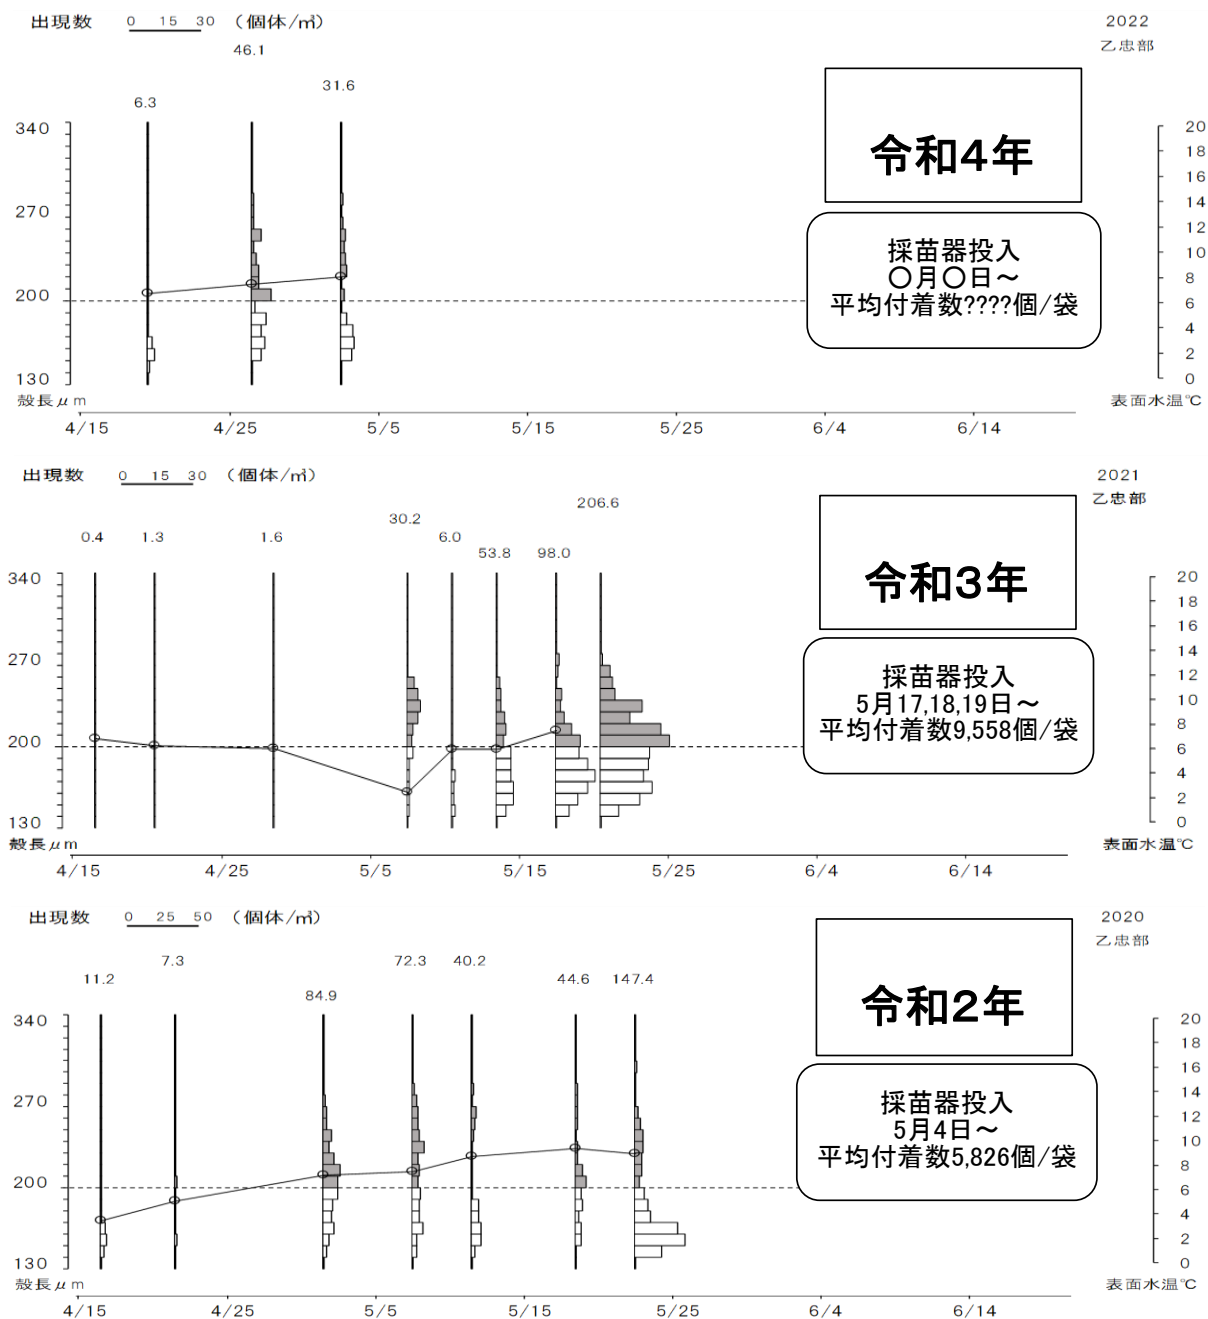 出現数 0 15 30 (個体/㎥)
2022
乙忠部
46.1
31.6
6.3
令和4年
採苗器投入
〇月〇日～
平均付着数????個/袋
340
270
200
130
殻長μm
20
18
16
14
12
10
8
6
4
2
0
表面水温℃
4/15 4/25 5/5 5/15 5/25 6/4 6/14
出現数 0 15 30 (個体/㎥)
2021
乙忠部
206.6
30.2
0.4 1.3 1.6 6.0
53.8 98.0
令和3年
採苗器投入
5月17,18,19日～
平均付着数9,558個/袋
340
270
200
130
殻長μm
20
18
16
14
12
10
8
6
4
2
0
表面水温℃
4/15 4/25 5/5 5/15 5/25 6/4 6/14
出現数 0 25 50 (個体/㎥)
2020
乙忠部
7.3 72.3 40.2
11.2 44.6 147.4
84.9
令和2年
採苗器投入
5月4日～
平均付着数5,826個/袋
340
270
200
130
殻長μm
20
18
16
14
12
10
8
6
4
2
0
表面水温℃
4/15 4/25 5/5 5/15 5/25 6/4 6/14